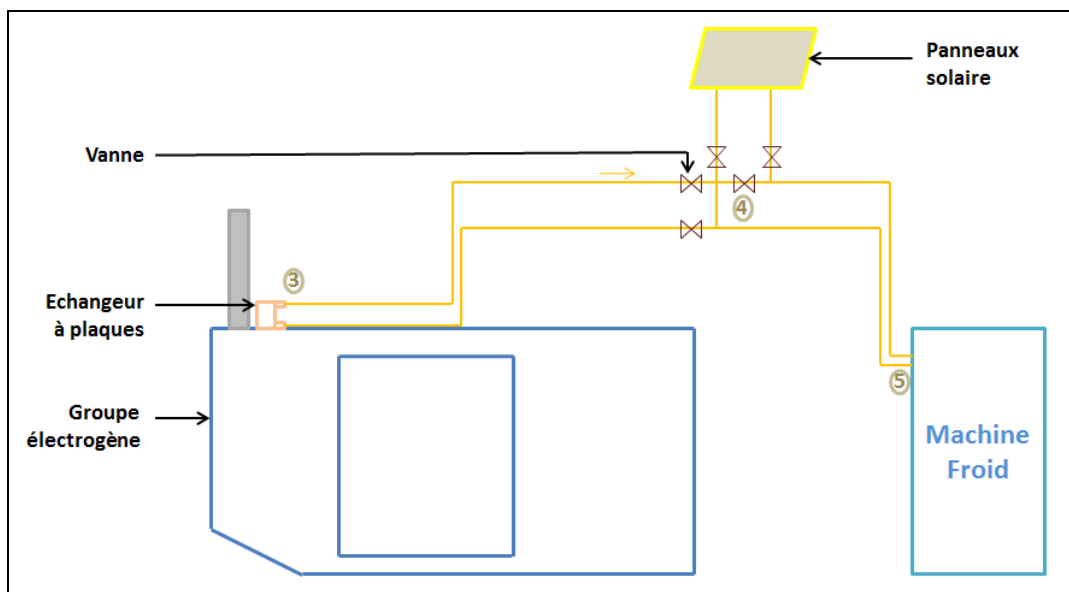 Panneaux
solaire
Vanne
4
3
Echangeur
à plaques
5
Groupe
électrogène
Machine
Froid